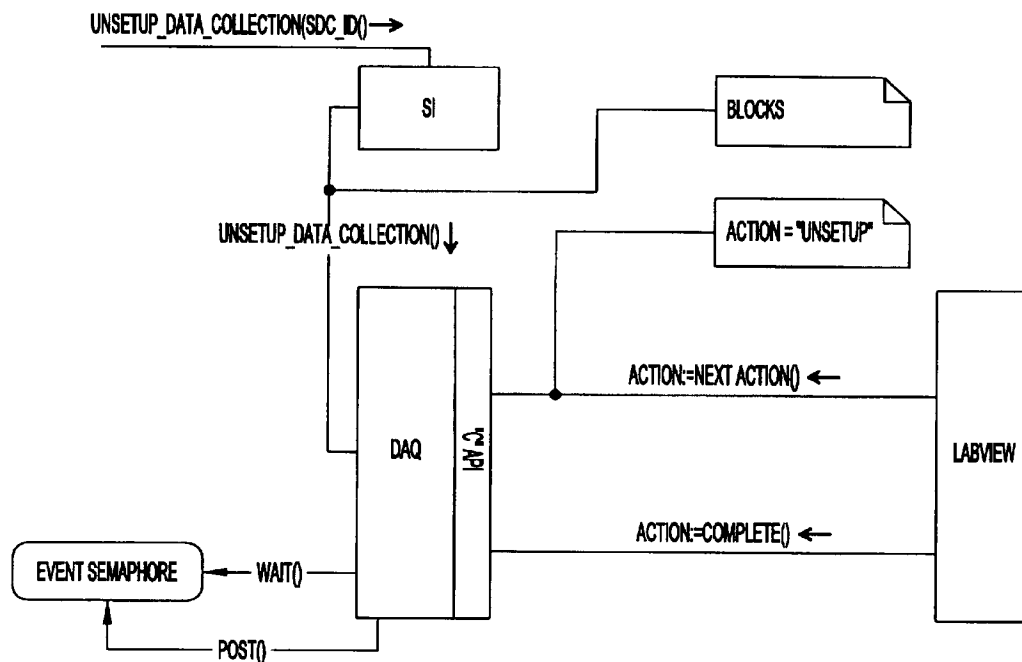 UNSETUP_DATA_COLLECTION(SDC_ID()
SI
BLOCKS
UNSETUP_DATA_COLLECTION()
ACTION = "UNSETUP"
ACTION:=NEXT ACTION()
DAQ
"C" API
LABVIEW
ACTION:=COMPLETE()
EVENT SEMAPHORE
WAIT()
POST()